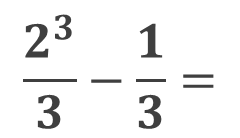 2³/3 − 1/3 =